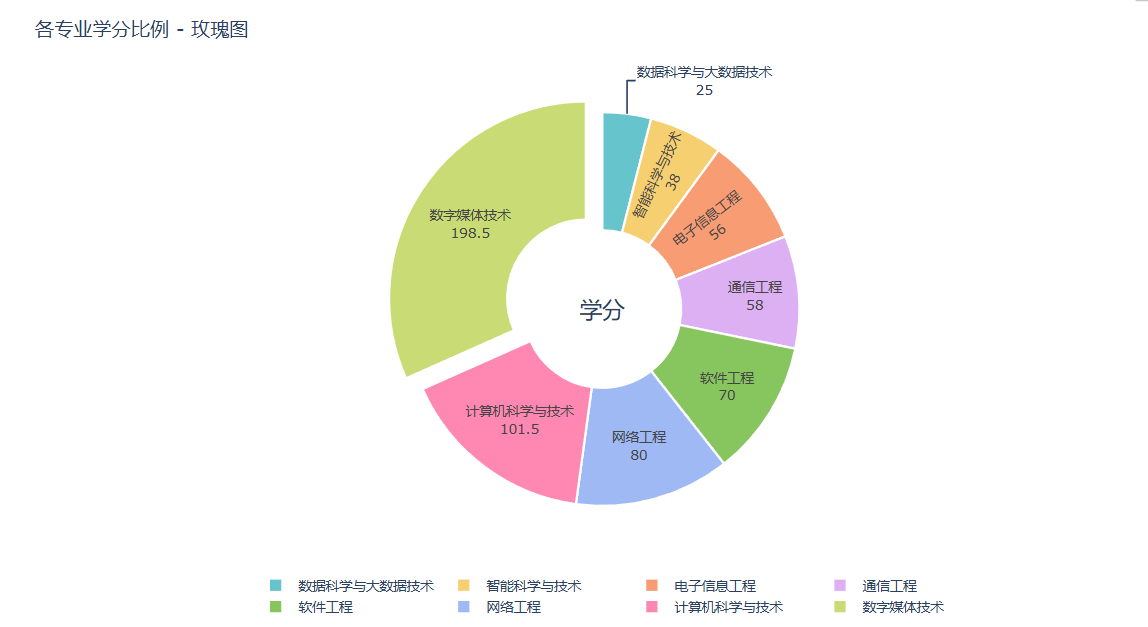 各专业学分比例 - 玫瑰图
数据科学与大数据技术
25
智能科学与技术
38
电子信息工程
56
通信工程
58
软件工程
70
网络工程
80
计算机科学与技术
101.5
数字媒体技术
198.5
学分
数据科学与大数据技术 智能科学与技术 电子信息工程 通信工程
软件工程 网络工程 计算机科学与技术 数字媒体技术